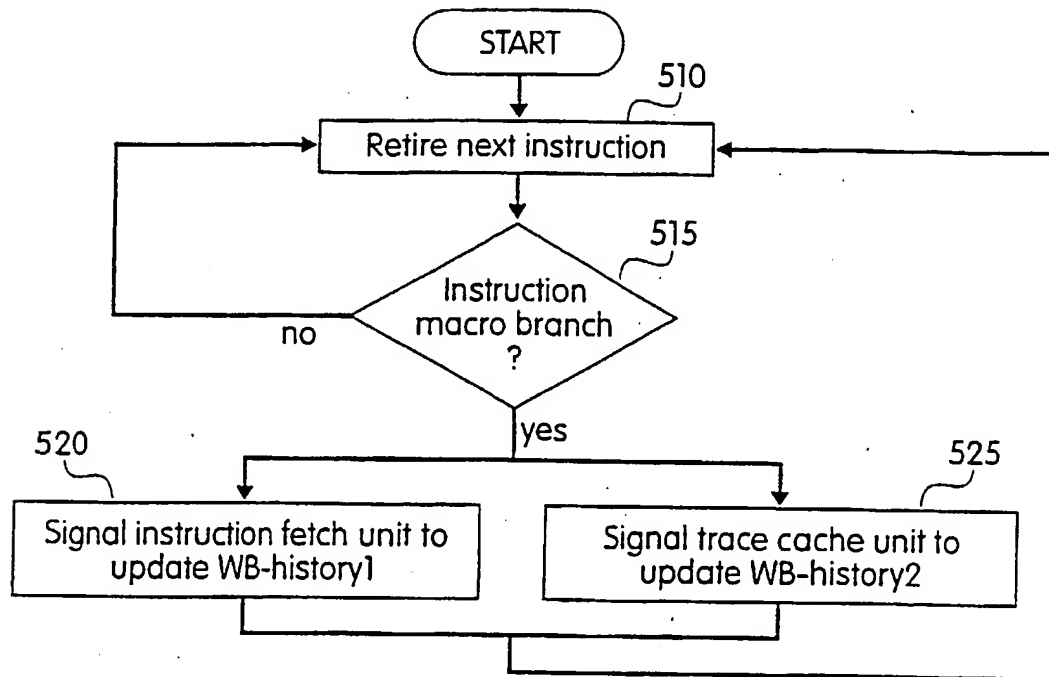 START
510
Retire next instruction
515
Instruction
macro branch
?
no
yes
520
Signal instruction fetch unit to
update WB-history1
525
Signal trace cache unit to
update WB-history2